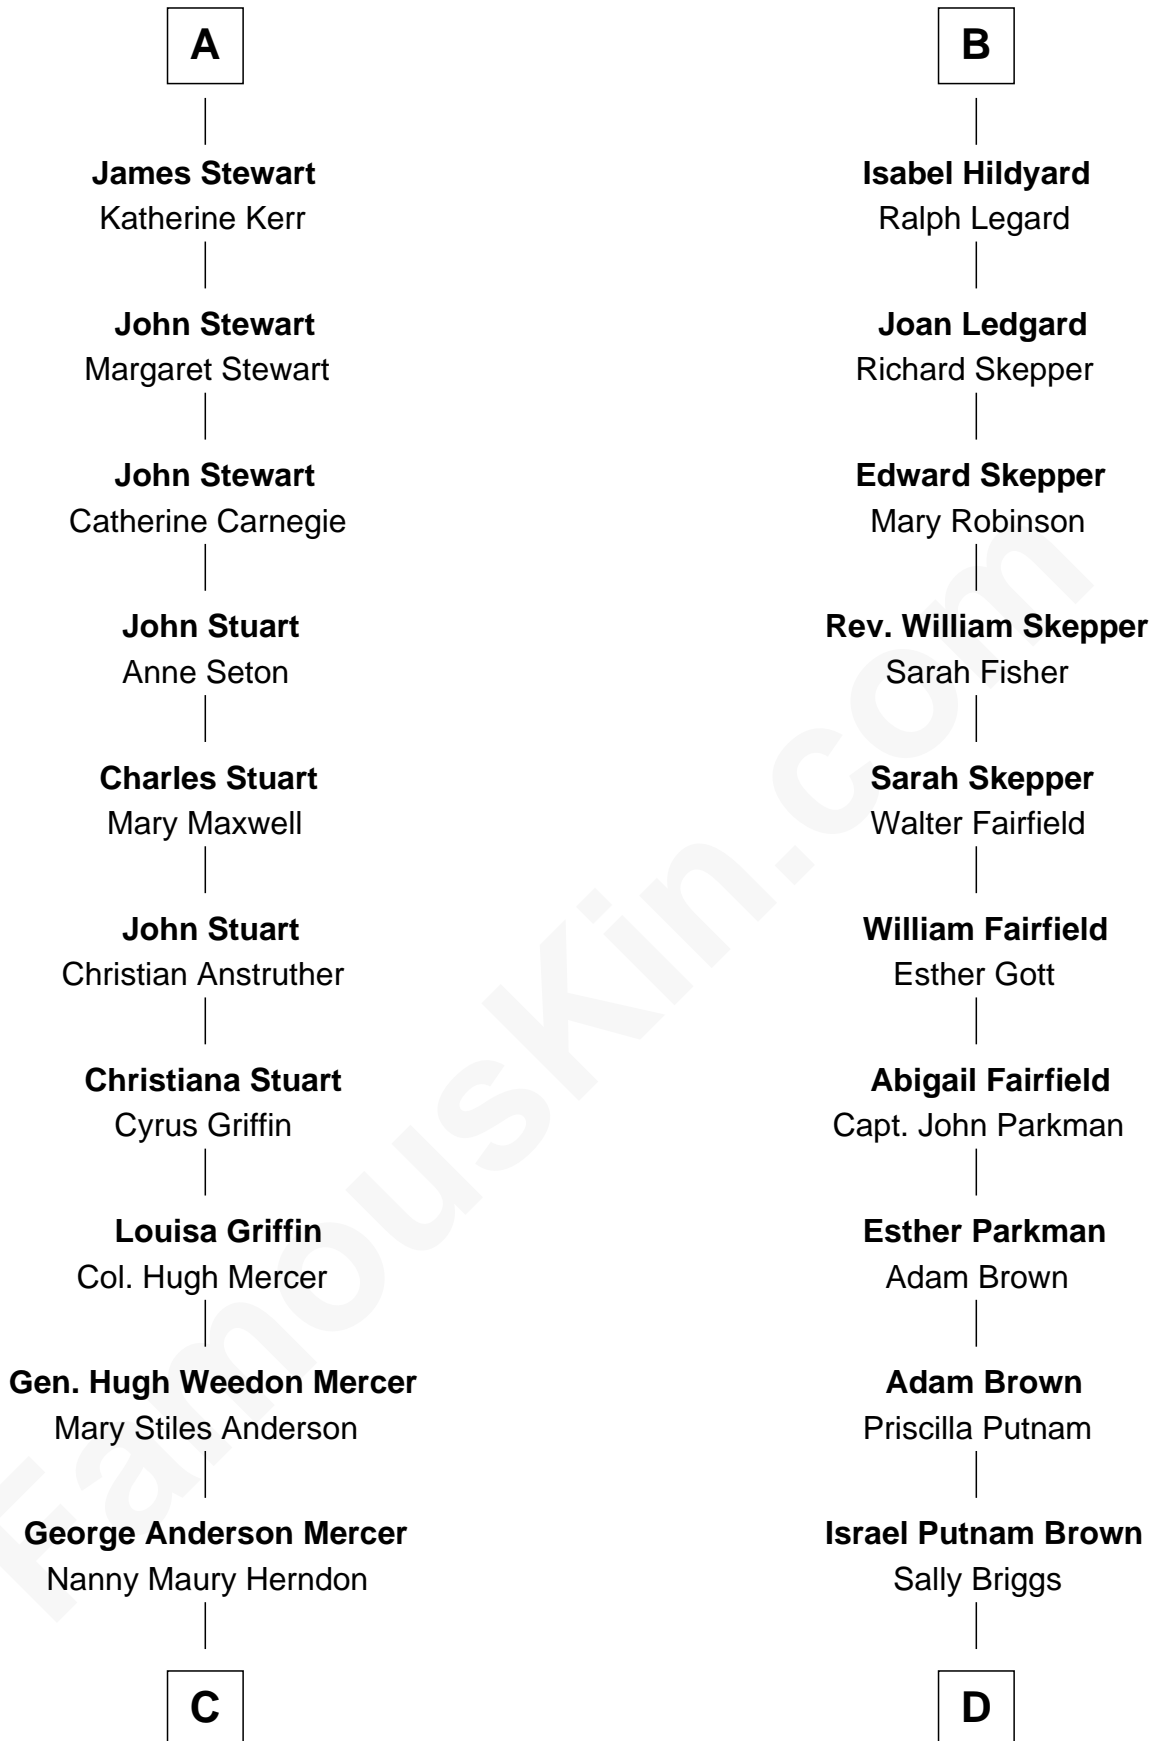 A
James Stewart
Katherine Kerr
John Stewart
Margaret Stewart
John Stewart
Catherine Carnegie
John Stuart
Anne Seton
Charles Stuart
Mary Maxwell
John Stuart
Christian Anstruther
Christiana Stuart
Cyrus Griffin
Louisa Griffin
Col. Hugh Mercer
Gen. Hugh Weedon Mercer
Mary Stiles Anderson
George Anderson Mercer
Nanny Maury Herndon
C
B
Isabel Hildyard
Ralph Legard
Joan Ledgard
Richard Skepper
Edward Skepper
Mary Robinson
Rev. William Skepper
Sarah Fisher
Sarah Skepper
Walter Fairfield
William Fairfield
Esther Gott
Abigail Fairfield
Capt. John Parkman
Esther Parkman
Adam Brown
Adam Brown
Priscilla Putnam
Israel Putnam Brown
Sally Briggs
D
FamousKin.com